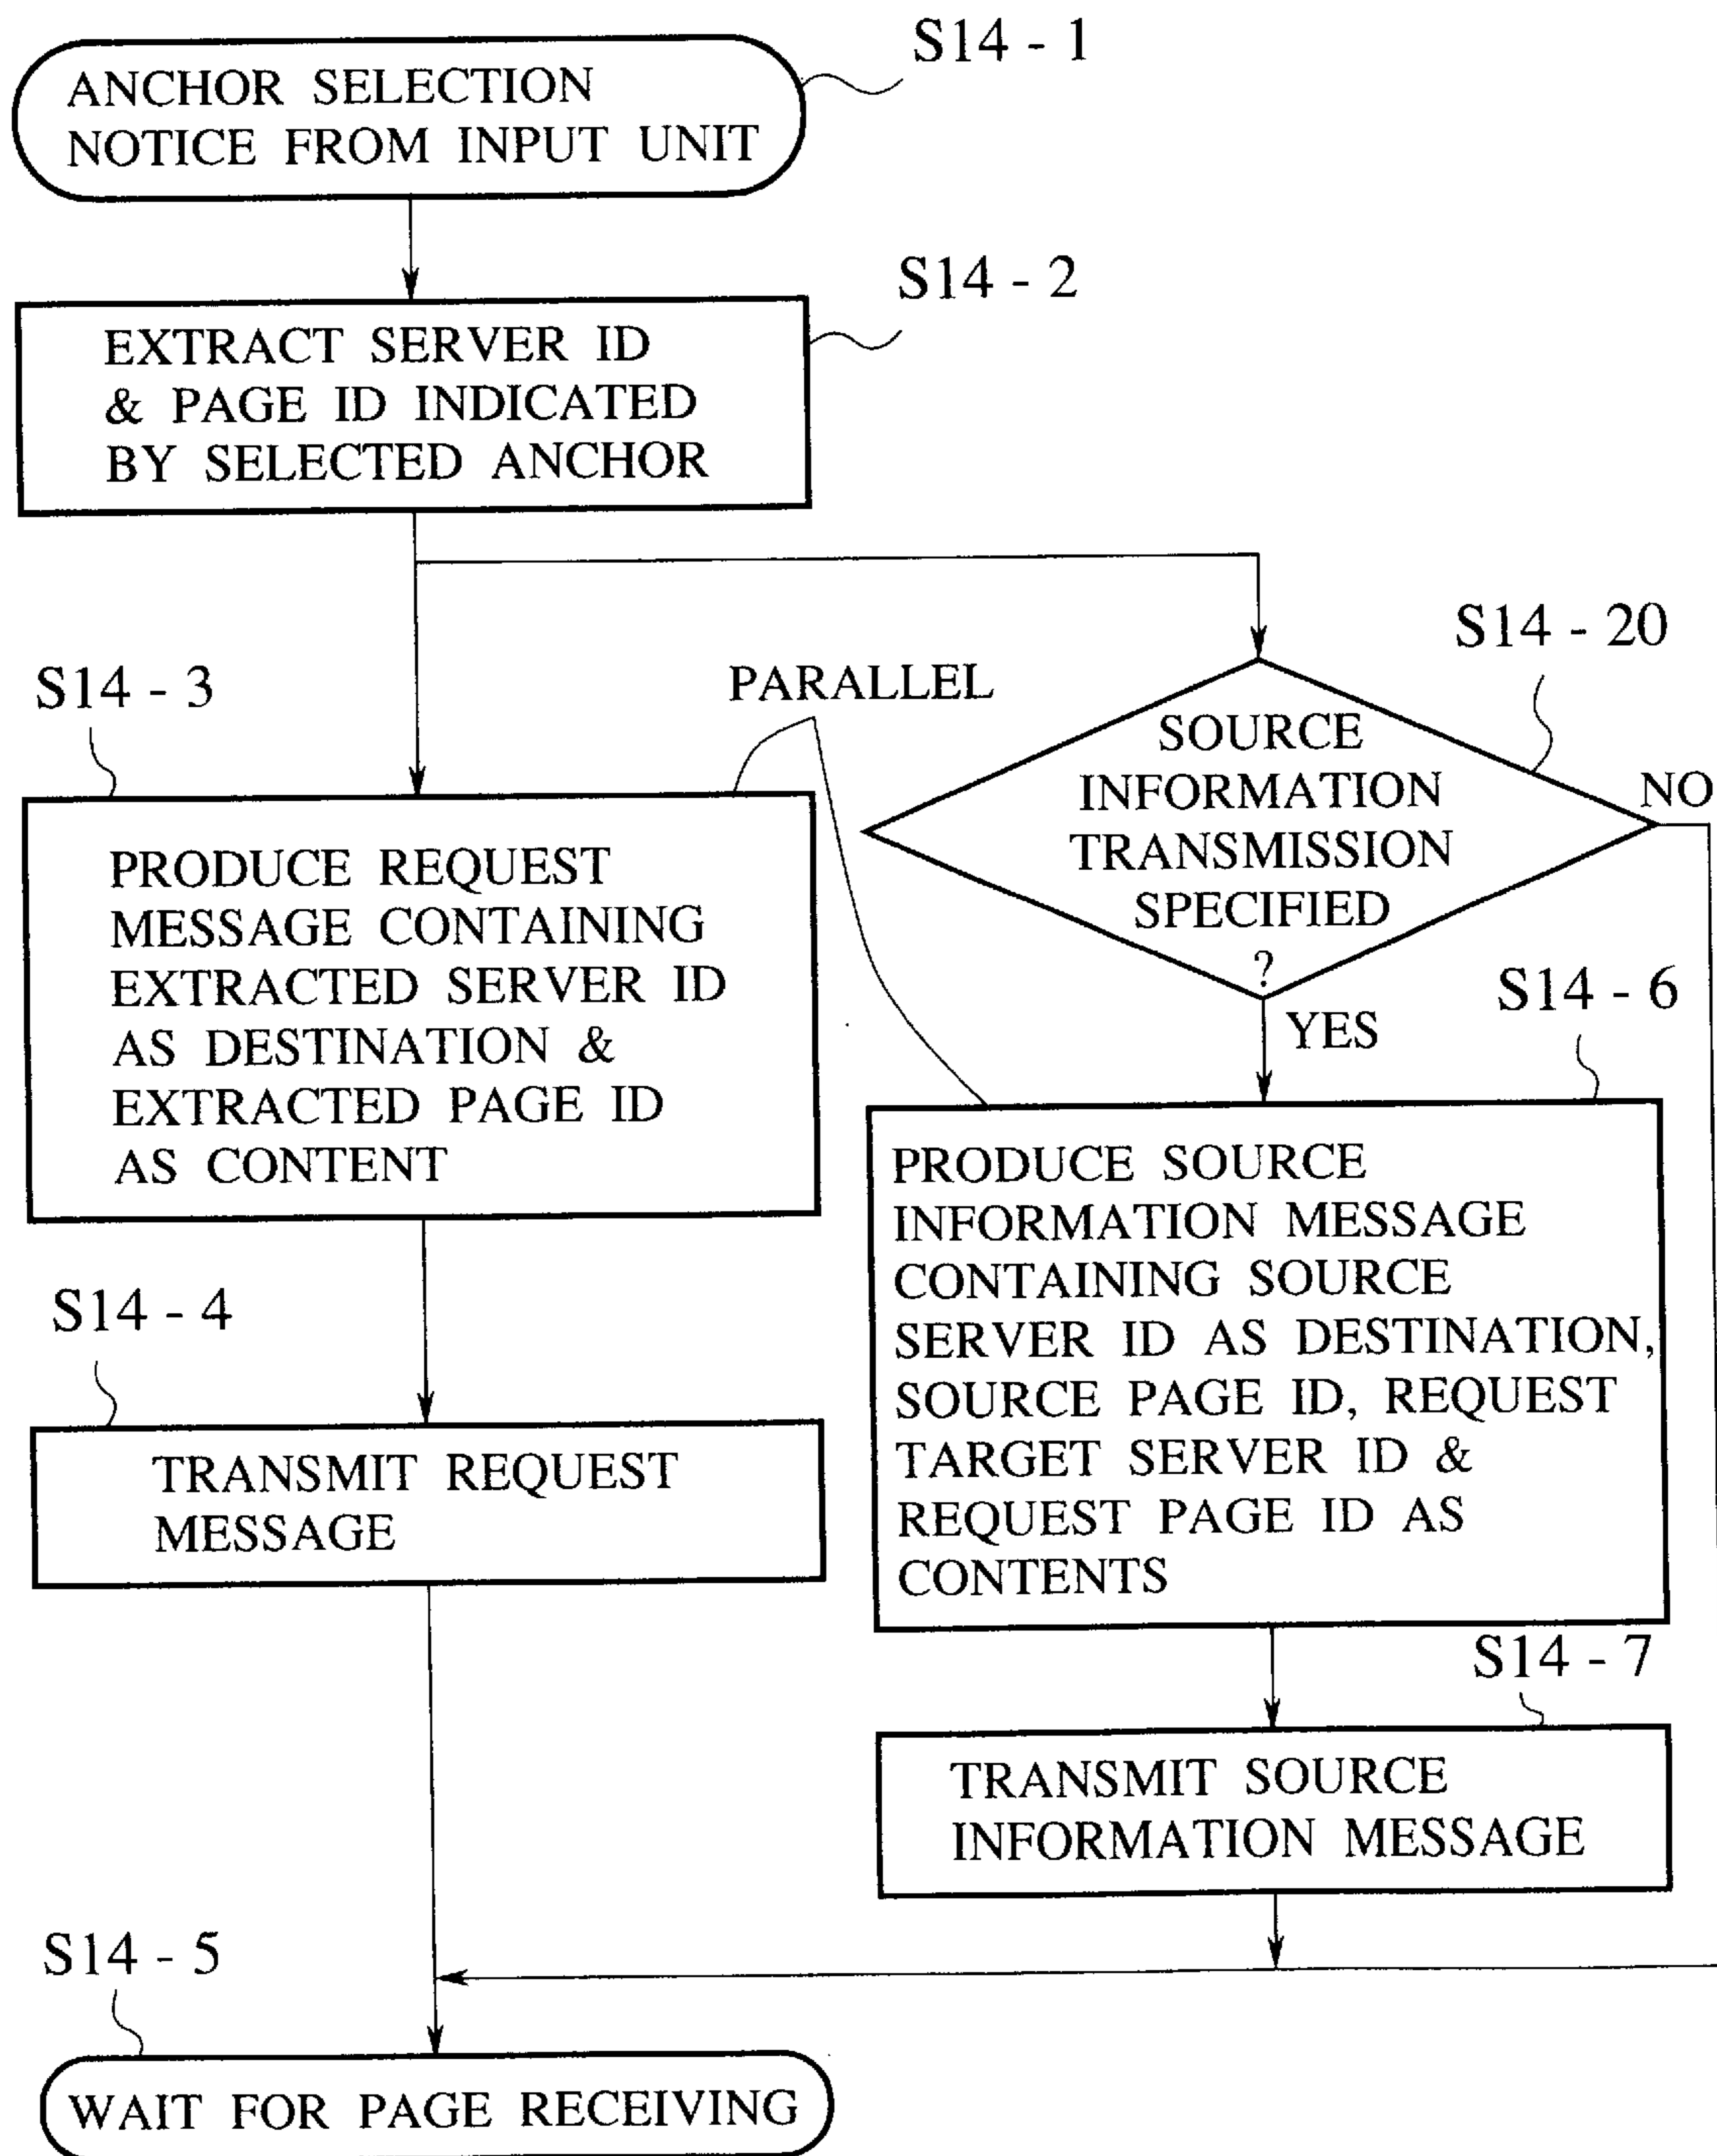 S14 - 1
ANCHOR SELECTION
NOTICE FROM INPUT UNIT
S14 - 2
EXTRACT SERVER ID
& PAGE ID INDICATED
BY SELECTED ANCHOR
S14 - 3
PARALLEL
PRODUCE REQUEST
MESSAGE CONTAINING
EXTRACTED SERVER ID
AS DESTINATION &
EXTRACTED PAGE ID
AS CONTENT
S14 - 4
TRANSMIT REQUEST
MESSAGE
S14 - 20
SOURCE
INFORMATION
TRANSMISSION
SPECIFIED
?
NO
YES
S14 - 6
PRODUCE SOURCE
INFORMATION MESSAGE
CONTAINING SOURCE
SERVER ID AS DESTINATION,
SOURCE PAGE ID, REQUEST
TARGET SERVER ID &
REQUEST PAGE ID AS
CONTENTS
S14 - 7
TRANSMIT SOURCE
INFORMATION MESSAGE
S14 - 5
WAIT FOR PAGE RECEIVING